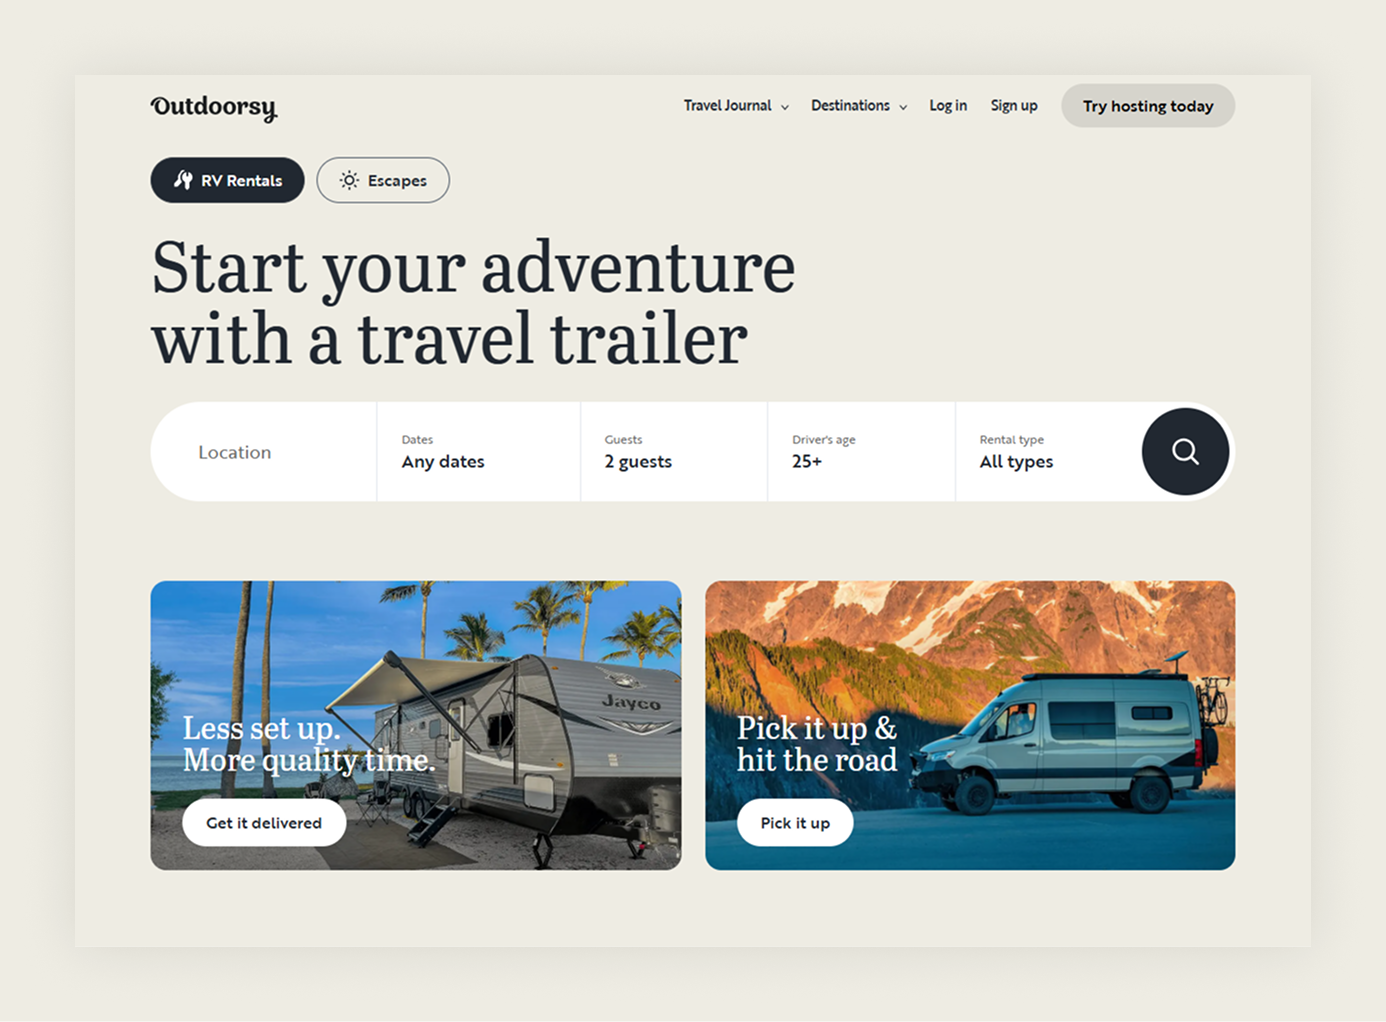 Outdoorsy
Travel Journal Destinations Log in Sign up Try hosting today
RV Rentals Escapes
Start your adventure
with a travel trailer
Location
Dates
Any dates
Guests
2 guests
Driver's age
25+
Rental type
All types
Jayco
Less set up.
More quality time.
Get it delivered
Pick it up &
hit the road
Pick it up